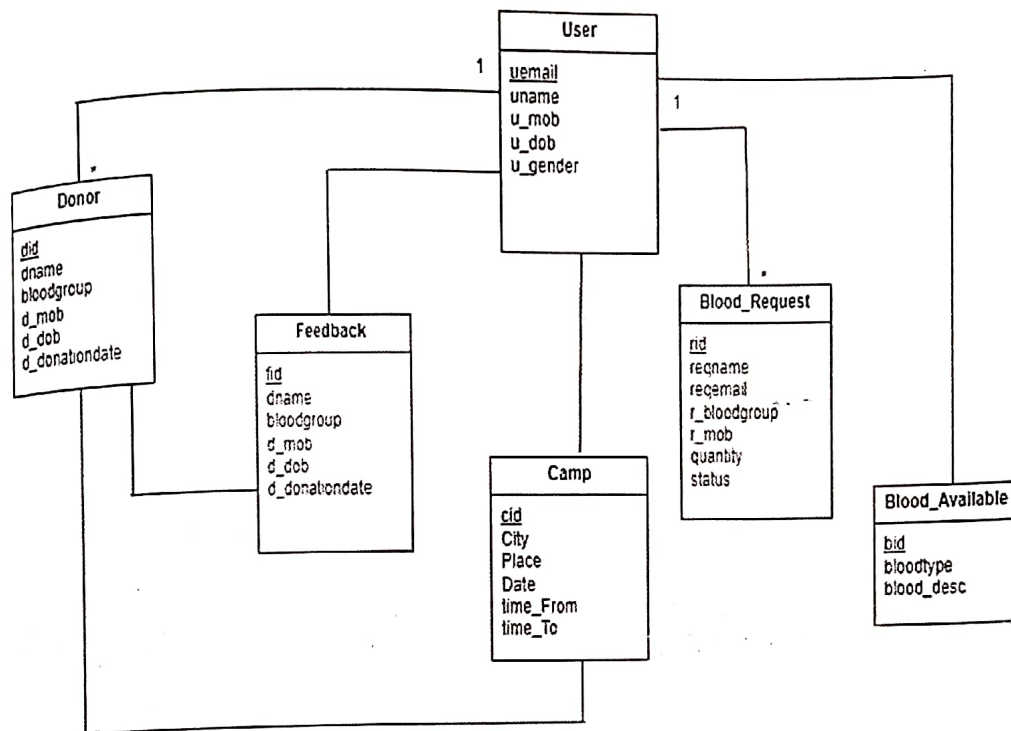 User
uemail
uname
u_mob
u_dob
u_gender
1
1
*
Donor
did
dname
bloodgroup
d_mob
d_dob
d_donationdate
Feedback
fid
dname
bloodgroup
d_mob
d_dob
d_donationdate
*
Blood_Request
rid
reqname
reqemail
r_bloodgroup
r_mob
quantity
status
Camp
cid
City
Place
Date
time_From
time_To
Blood_Available
bid
bloodtype
blood_desc